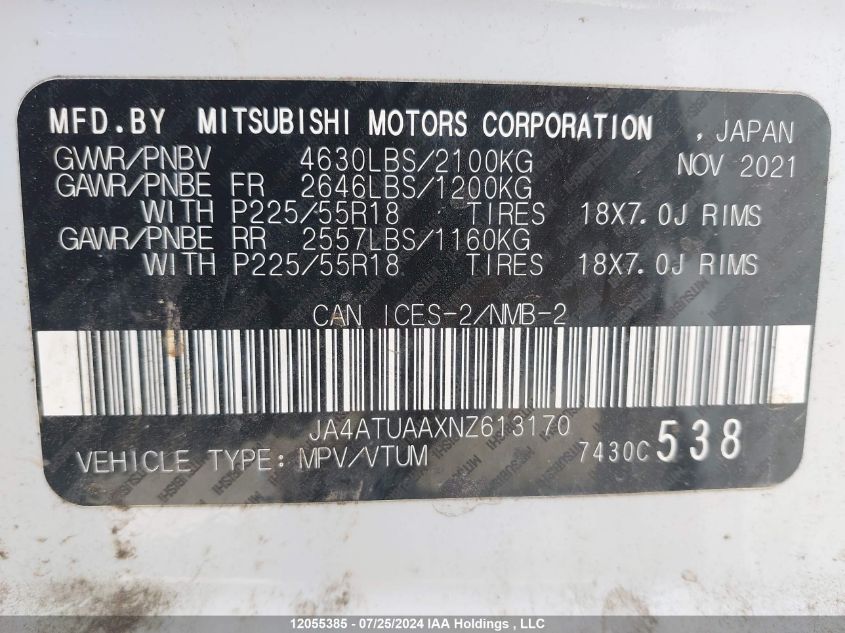 MFD.BY MITSUBISHI MOTORS CORPORATION , JAPAN
GVWR/PNBV 4630LBS/2100KG NOV 2021
GAWR/PNBE FR 2646LBS/1200KG
WITH P225/55R18 TIRES 18X7.0J RIMS
GAWR/PNBE RR 2557LBS/1160KG
WITH P225/55R18 TIRES 18X7.0J RIMS
CAN ICES-2/NMB-2
JA4ATUAAXNZ613170
VEHICLE TYPE: MPV/VTUM 7430C 538
12055385 - 07/25/2024 IAA Holdings , LLC